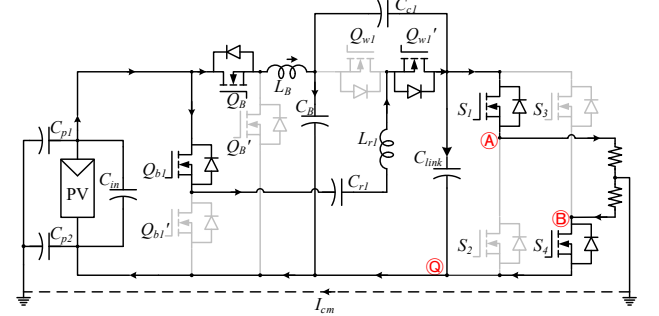 C_c1
Q_w1
Q_w1'
L_B
Q_B
C_B
Q_B'
S_1
S_3
C_p1
L_r1
A
C_link
Q_b1
PV
C_in
C_r1
B
Q_b1'
C_p2
S_2
S_4
Q
I_cm